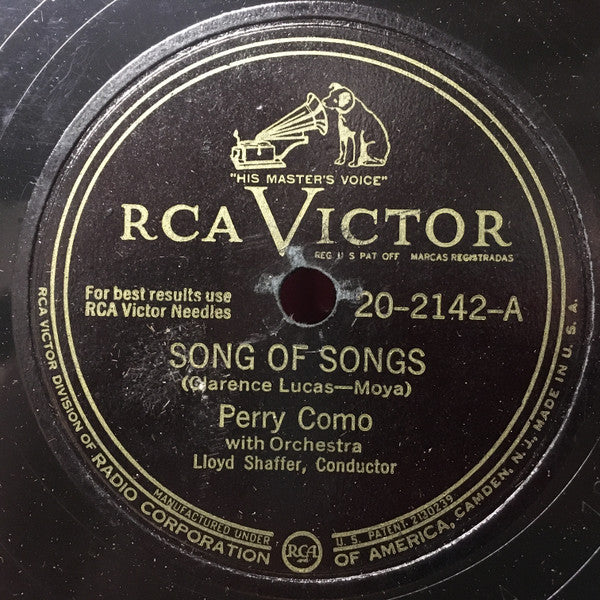 "HIS MASTER'S VOICE"
RCA VICTOR
REG. U S PAT OFF MARCAS REGISTRADAS
For best results use
RCA Victor Needles
20-2142-A
SONG OF SONGS
(Clarence Lucas—Moya)
Perry Como
with Orchestra
Lloyd Shaffer, Conductor
MANUFACTURED UNDER U. S. PATENT 2130239
RCA VICTOR DIVISION OF RADIO CORPORATION OF AMERICA, CAMDEN, N. J., MADE IN U. S. A.
RCA